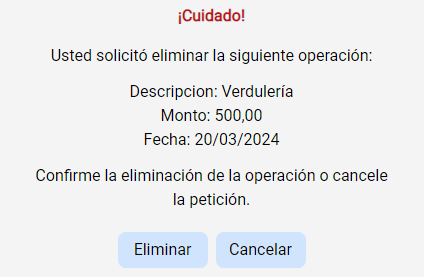 ¡Cuidado!
Usted solicitó eliminar la siguiente operación:
Descripcion: Verdulería
Monto: 500,00
Fecha: 20/03/2024
Confirme la eliminación de la operación o cancele
la petición.
Eliminar
Cancelar